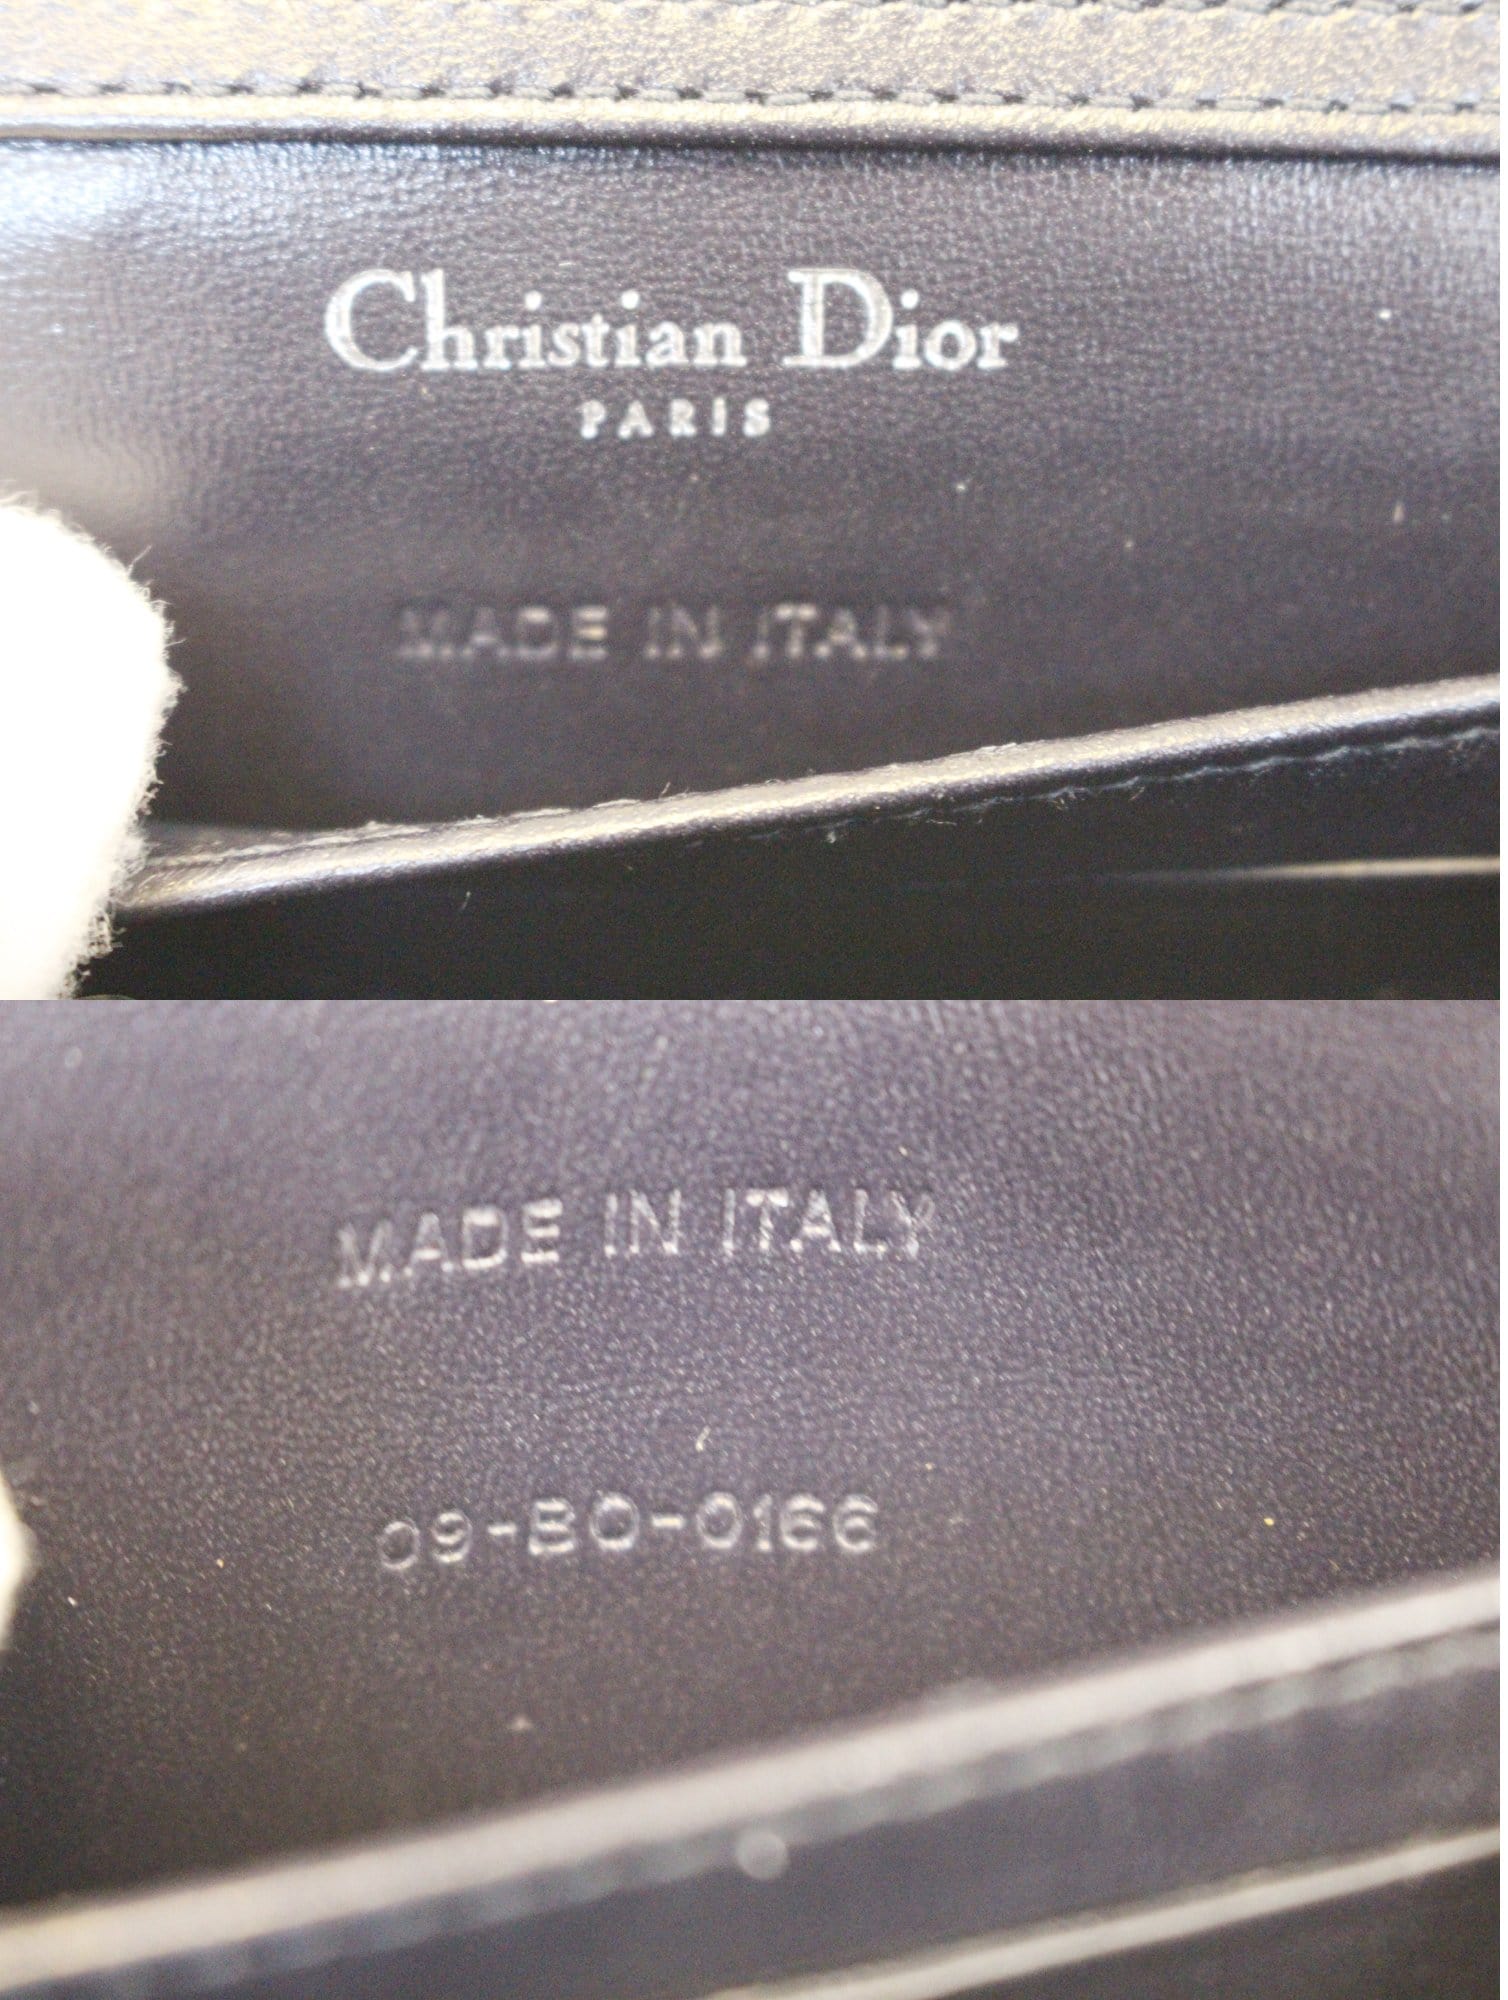 Christian Dior
PARIS
MADE IN ITALY
MADE IN ITALY
09-BO-0166